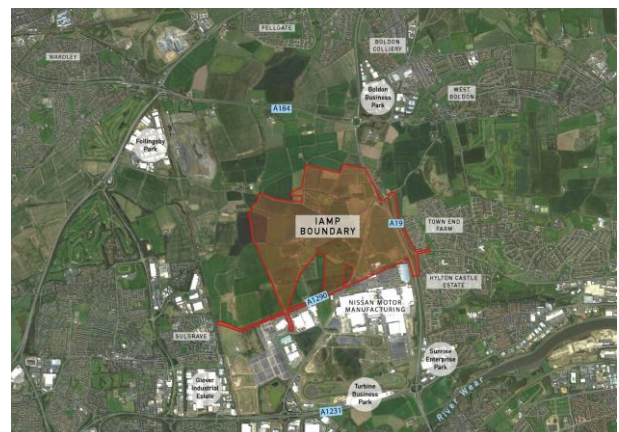 FELLGATE
BOLDON
COLLIERY
WARDLEY
Boldon
Business
Park
WEST
BOLDON
A184
Follingsby
Park
IAMP
BOUNDARY
A19
TOWN END
FARM
HYLTON CASTLE
ESTATE
A1290
NISSAN MOTOR
MANUFACTURING
SULGRAVE
Sunrise
Enterprise
Park
Glover
Industrial
Estate
Turbine
Business
Park
River Wear
A1231